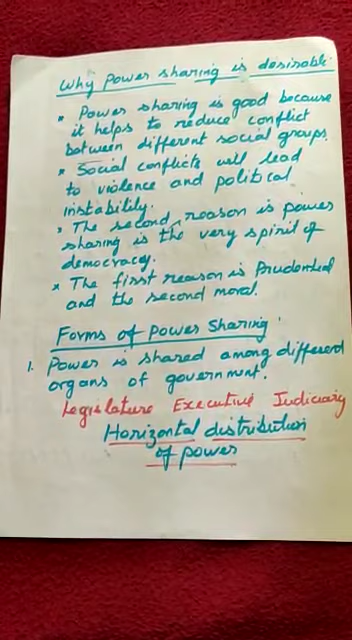 Why power sharing is desirable.
* Power sharing is good because
it helps to reduce conflict
between different social groups.
* Social conflicts will lead
to violence and political
instability.
* The second reason is power
sharing is the very spirit of
democracy.
* The first reason is Prudential
and the second moral.
Forms of Power Sharing
1. Power is shared among different
organs of government.
Legislature Executive Judiciary
Horizontal distribution
of power